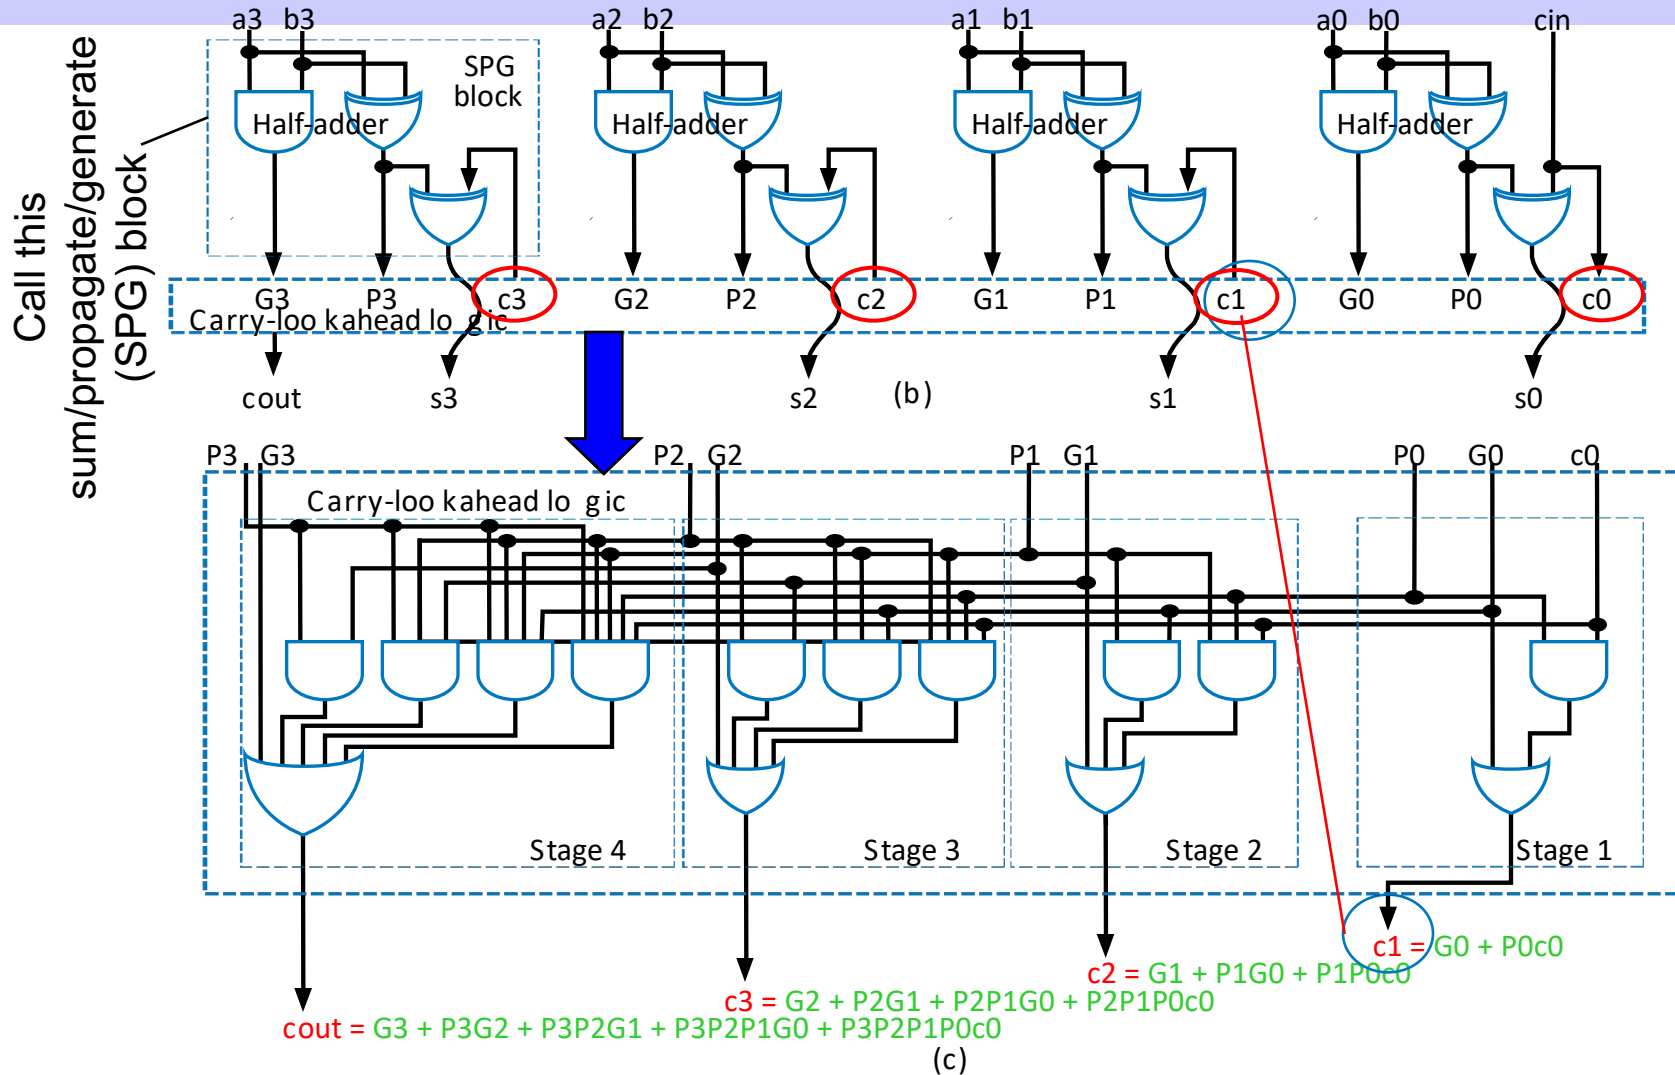 a3 b3 a2 b2 a1 b1 a0 b0 cin
Call this
sum/propagate/generate
(SPG) block
SPG
block
Half-adder Half-adder Half-adder Half-adder
G3 P3 c3 G2 P2 c2 G1 P1 c1 G0 P0 c0
Carry-loo kahead lo gic
cout s3 s2 (b) s1 s0
P3 G3 P2 G2 P1 G1 P0 G0 c0
Carry-loo kahead lo gic
Stage 4 Stage 3 Stage 2 Stage 1
c1 = G0 + P0c0
c2 = G1 + P1G0 + P1P0c0
c3 = G2 + P2G1 + P2P1G0 + P2P1P0c0
cout = G3 + P3G2 + P3P2G1 + P3P2P1G0 + P3P2P1P0c0
(c)